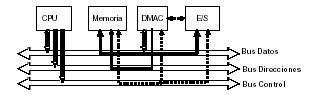 CPU Memoria DMAC E/S
Bus Datos
Bus Direcciones
Bus Control